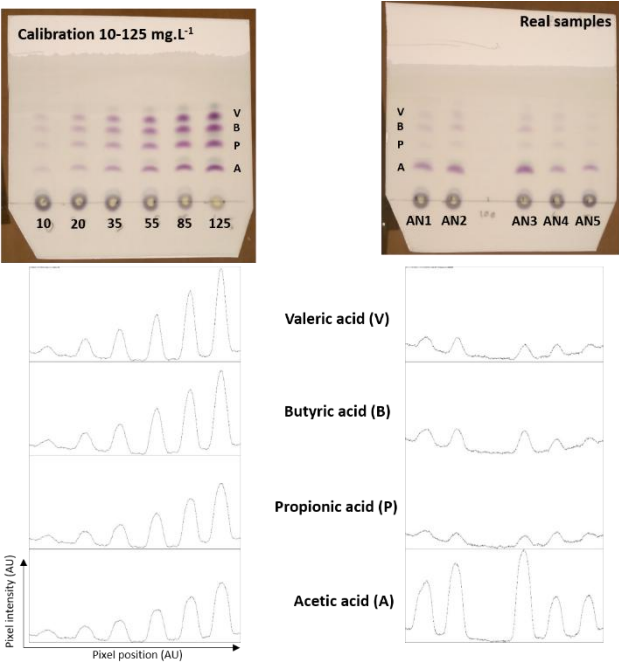 Calibration 10-125 mg.L⁻¹
V
B
P
A
10 20 35 55 85 125
Real samples
V
B
P
A
AN1 AN2 AN3 AN4 AN5
Valeric acid (V)
Butyric acid (B)
Propionic acid (P)
Acetic acid (A)
Pixel intensity (AU)
Pixel position (AU)